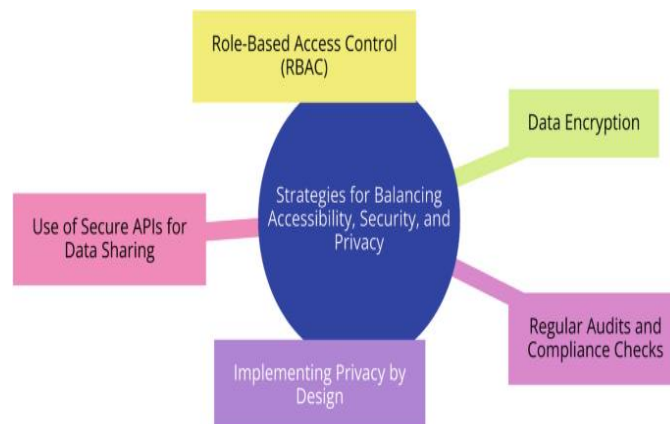 Role-Based Access Control
(RBAC)
Data Encryption
Strategies for Balancing
Accessibility, Security, and
Privacy
Use of Secure APIs for
Data Sharing
Regular Audits and
Compliance Checks
Implementing Privacy by
Design